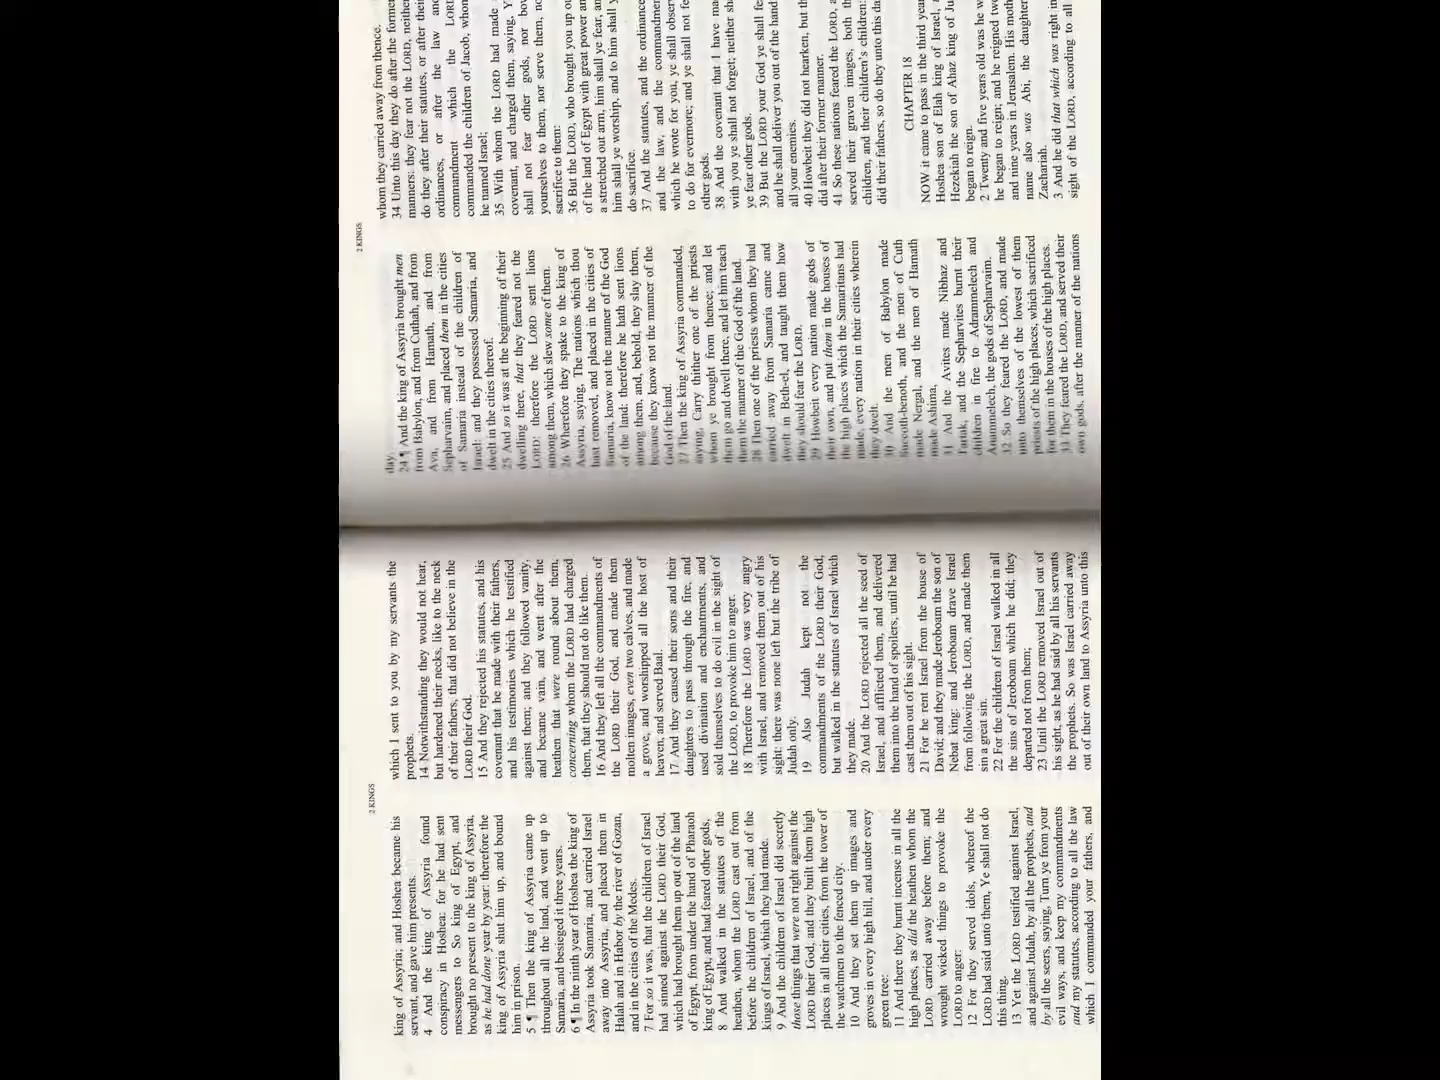 2 KINGS
king of Assyria; and Hoshea became his
servant, and gave him presents.
4 And the king of Assyria found
conspiracy in Hoshea: for he had sent
messengers to So king of Egypt, and
brought no present to the king of Assyria,
as he had done year by year: therefore the
king of Assyria shut him up, and bound
him in prison.
5 ¶ Then the king of Assyria came up
throughout all the land, and went up to
Samaria, and besieged it three years.
6 ¶ In the ninth year of Hoshea the king of
Assyria took Samaria, and carried Israel
away into Assyria, and placed them in
Halah and in Habor by the river of Gozan,
and in the cities of the Medes.
7 For so it was, that the children of Israel
had sinned against the LORD their God,
which had brought them up out of the land
of Egypt, from under the hand of Pharaoh
king of Egypt, and had feared other gods,
8 And walked in the statutes of the
heathen, whom the LORD cast out from
before the children of Israel, and of the
kings of Israel, which they had made.
9 And the children of Israel did secretly
those things that were not right against the
LORD their God, and they built them high
places in all their cities, from the tower of
the watchmen to the fenced city.
10 And they set them up images and
groves in every high hill, and under every
green tree:
11 And there they burnt incense in all the
high places, as did the heathen whom the
LORD carried away before them; and
wrought wicked things to provoke the
LORD to anger:
12 For they served idols, whereof the
LORD had said unto them, Ye shall not do
this thing.
13 Yet the LORD testified against Israel,
and against Judah, by all the prophets, and
by all the seers, saying, Turn ye from your
evil ways, and keep my commandments
and my statutes, according to all the law
which I commanded your fathers, and
which I sent to you by my servants the
prophets.
14 Notwithstanding they would not hear,
but hardened their necks, like to the neck
of their fathers, that did not believe in the
LORD their God.
15 And they rejected his statutes, and his
covenant that he made with their fathers,
and his testimonies which he testified
against them; and they followed vanity,
and became vain, and went after the
heathen that were round about them,
concerning whom the LORD had charged
them, that they should not do like them.
16 And they left all the commandments of
the LORD their God, and made them
molten images, even two calves, and made
a grove, and worshipped all the host of
heaven, and served Baal.
17 And they caused their sons and their
daughters to pass through the fire, and
used divination and enchantments, and
sold themselves to do evil in the sight of
the LORD, to provoke him to anger.
18 Therefore the LORD was very angry
with Israel, and removed them out of his
sight: there was none left but the tribe of
Judah only.
19 Also Judah kept not the
commandments of the LORD their God,
but walked in the statutes of Israel which
they made.
20 And the LORD rejected all the seed of
Israel, and afflicted them, and delivered
them into the hand of spoilers, until he had
cast them out of his sight.
21 For he rent Israel from the house of
David; and they made Jeroboam the son of
Nebat king: and Jeroboam drave Israel
from following the LORD, and made them
sin a great sin.
22 For the children of Israel walked in all
the sins of Jeroboam which he did; they
departed not from them;
23 Until the LORD removed Israel out of
his sight, as he had said by all his servants
the prophets. So was Israel carried away
out of their own land to Assyria unto this
2 KINGS
day.
24 ¶ And the king of Assyria brought men
from Babylon, and from Cuthah, and from
Ava, and from Hamath, and from
Sepharvaim, and placed them in the cities
of Samaria instead of the children of
Israel: and they possessed Samaria, and
dwelt in the cities thereof.
25 And so it was at the beginning of their
dwelling there, that they feared not the
LORD: therefore the LORD sent lions
among them, which slew some of them.
26 Wherefore they spake to the king of
Assyria, saying, The nations which thou
hast removed, and placed in the cities of
Samaria, know not the manner of the God
of the land: therefore he hath sent lions
among them, and, behold, they slay them,
because they know not the manner of the
God of the land.
27 Then the king of Assyria commanded,
saying, Carry thither one of the priests
whom ye brought from thence; and let
them go and dwell there, and let him teach
them the manner of the God of the land.
28 Then one of the priests whom they had
carried away from Samaria came and
dwelt in Beth-el, and taught them how
they should fear the LORD.
29 Howbeit every nation made gods of
their own, and put them in the houses of
the high places which the Samaritans had
made, every nation in their cities wherein
they dwelt.
30 And the men of Babylon made
Succoth-benoth, and the men of Cuth
made Nergal, and the men of Hamath
made Ashima,
31 And the Avites made Nibhaz and
Tartak, and the Sepharvites burnt their
children in fire to Adrammelech and
Anammelech, the gods of Sepharvaim.
32 So they feared the LORD, and made
unto themselves of the lowest of them
priests of the high places, which sacrificed
for them in the houses of the high places.
33 They feared the LORD, and served their
own gods, after the manner of the nations
whom they carried away from thence.
34 Unto this day they do after the former
manners: they fear not the LORD, neither
do they after their statutes, or after their
ordinances, or after the law and
commandment which the LORD
commanded the children of Jacob, whom
he named Israel;
35 With whom the LORD had made
covenant, and charged them, saying, Y
shall not fear other gods, nor bow
yourselves to them, nor serve them, no
sacrifice to them:
36 But the LORD, who brought you up ou
of the land of Egypt with great power an
a stretched out arm, him shall ye fear, an
him shall ye worship, and to him shall y
do sacrifice.
37 And the statutes, and the ordinance
and the law, and the commandmen
which he wrote for you, ye shall observ
to do for evermore; and ye shall not fe
other gods.
38 And the covenant that I have ma
with you ye shall not forget; neither sha
ye fear other gods.
39 But the LORD your God ye shall fe
and he shall deliver you out of the hand
all your enemies.
40 Howbeit they did not hearken, but th
did after their former manner.
41 So these nations feared the LORD, a
served their graven images, both th
children, and their children's children:
did their fathers, so do they unto this da
CHAPTER 18
NOW it came to pass in the third yea
Hoshea son of Elah king of Israel,
Hezekiah the son of Ahaz king of Ju
began to reign.
2 Twenty and five years old was he w
he began to reign; and he reigned twe
and nine years in Jerusalem. His moth
name also was Abi, the daughter
Zachariah.
3 And he did that which was right in
sight of the LORD, according to all